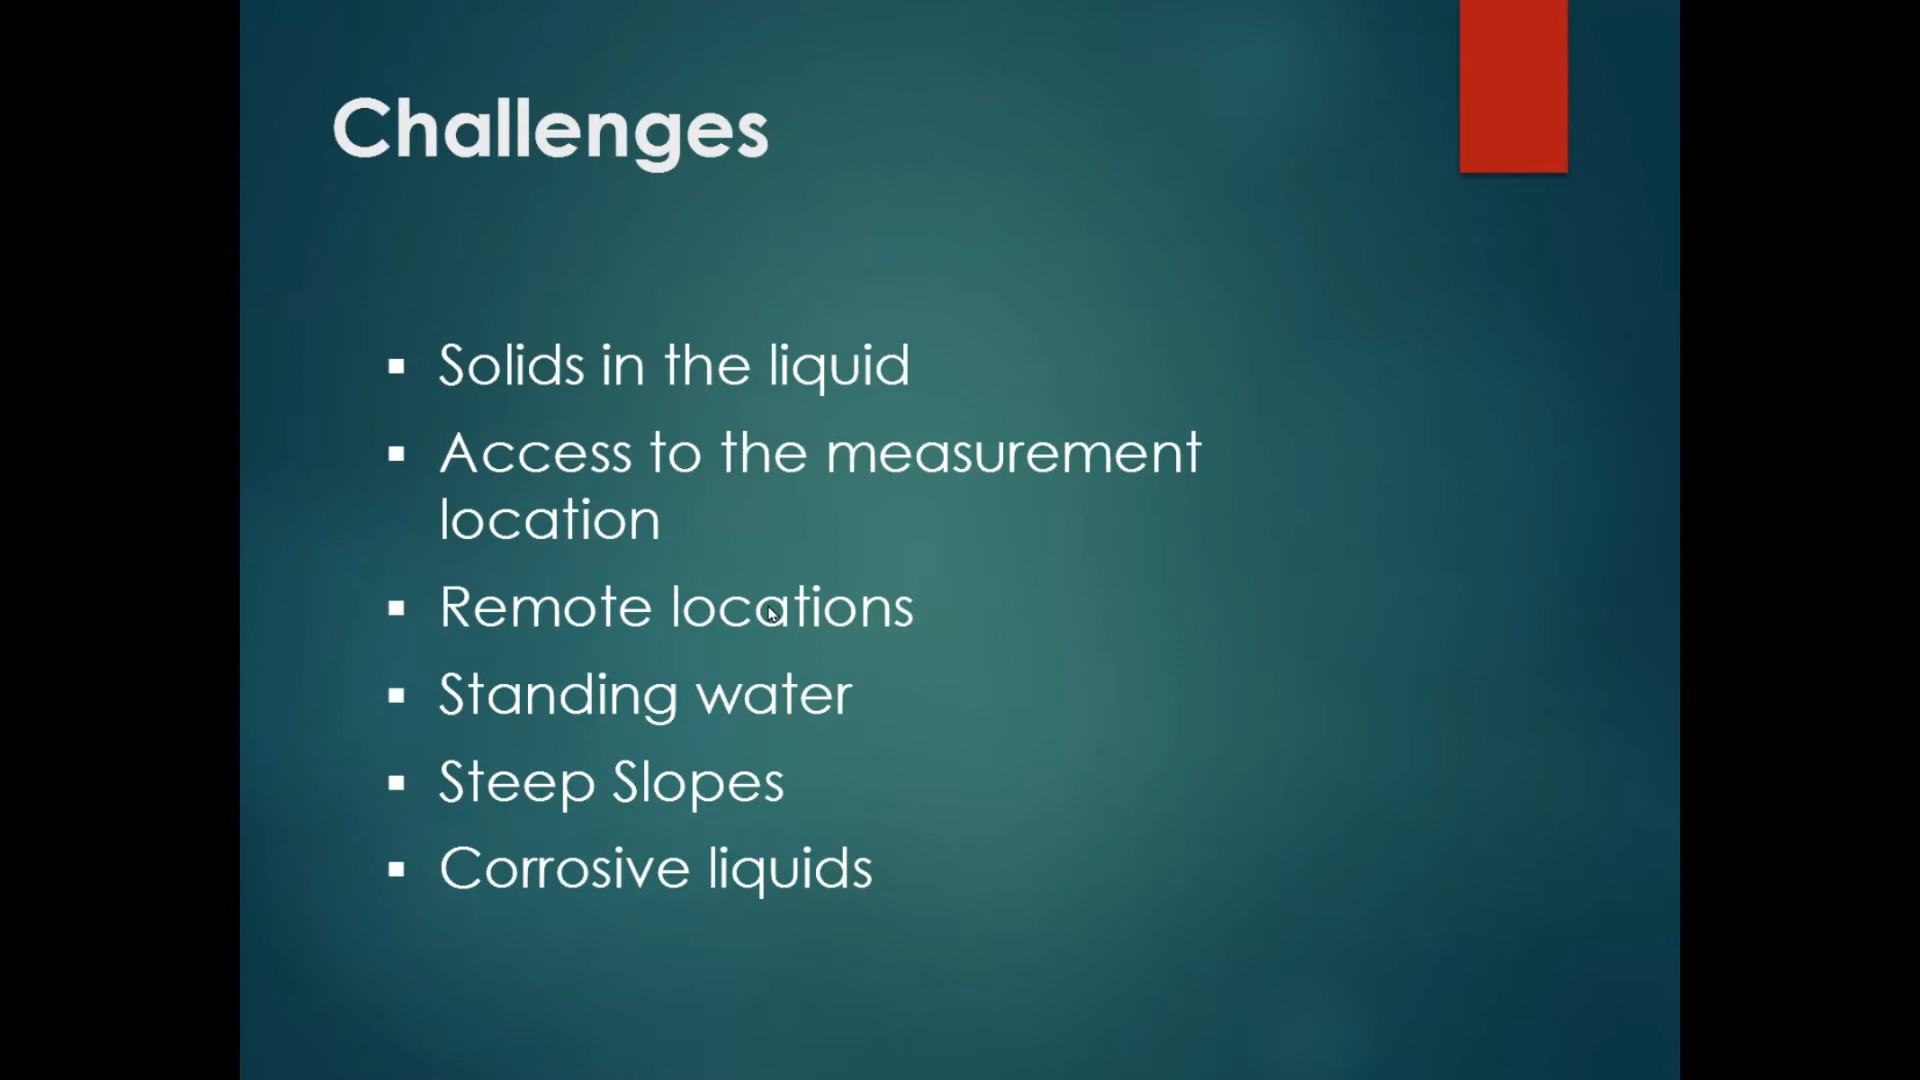 Challenges
▪ Solids in the liquid
▪ Access to the measurement
location
▪ Remote locations
▪ Standing water
▪ Steep Slopes
▪ Corrosive liquids